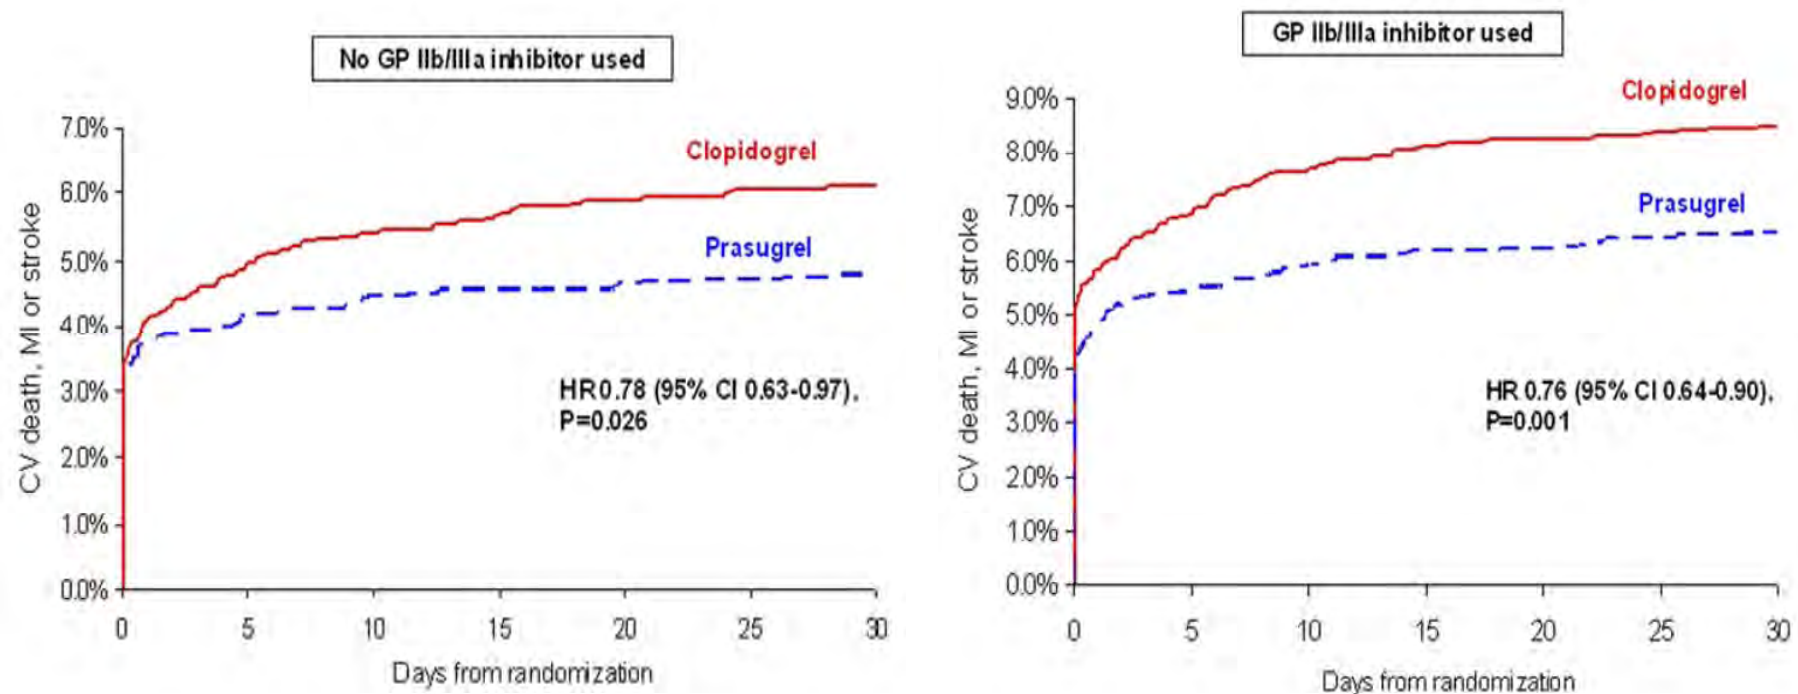 No GP IIb/IIIa inhibitor used
7.0%
6.0%
5.0%
4.0%
3.0%
2.0%
1.0%
0.0%
CV death, MI or stroke
Clopidogrel
Prasugrel
HR 0.78 (95% CI 0.63-0.97),
P=0.026
0 5 10 15 20 25 30
Days from randomization
GP IIb/IIIa inhibitor used
9.0%
8.0%
7.0%
6.0%
5.0%
4.0%
3.0%
2.0%
1.0%
0.0%
CV death, MI or stroke
Clopidogrel
Prasugrel
HR 0.76 (95% CI 0.64-0.90),
P=0.001
0 5 10 15 20 25 30
Days from randomization